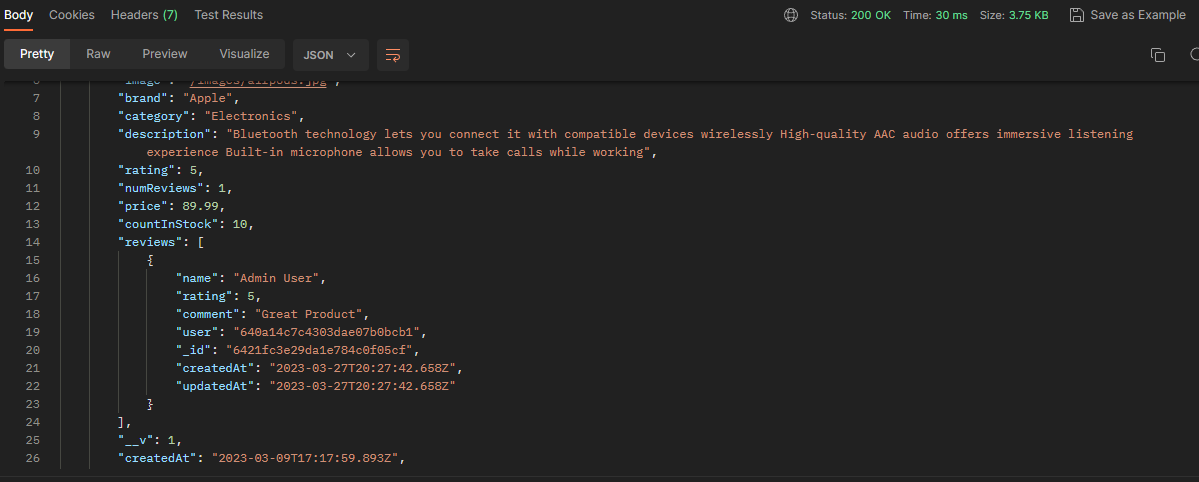 Body Cookies Headers (7) Test Results Status: 200 OK Time: 30 ms Size: 3.75 KB Save as Example
Pretty Raw Preview Visualize JSON
"image": "/images/airpods.jpg",
7 "brand": "Apple",
8 "category": "Electronics",
9 "description": "Bluetooth technology lets you connect it with compatible devices wirelessly High-quality AAC audio offers immersive listening
experience Built-in microphone allows you to take calls while working",
10 "rating": 5,
11 "numReviews": 1,
12 "price": 89.99,
13 "countInStock": 10,
14 "reviews": [
15 {
16 "name": "Admin User",
17 "rating": 5,
18 "comment": "Great Product",
19 "user": "640a14c7c4303dae07b0bcb1",
20 "_id": "6421fc3e29da1e784c0f05cf",
21 "createdAt": "2023-03-27T20:27:42.658Z",
22 "updatedAt": "2023-03-27T20:27:42.658Z"
23 }
24 ],
25 "__v": 1,
26 "createdAt": "2023-03-09T17:17:59.893Z",